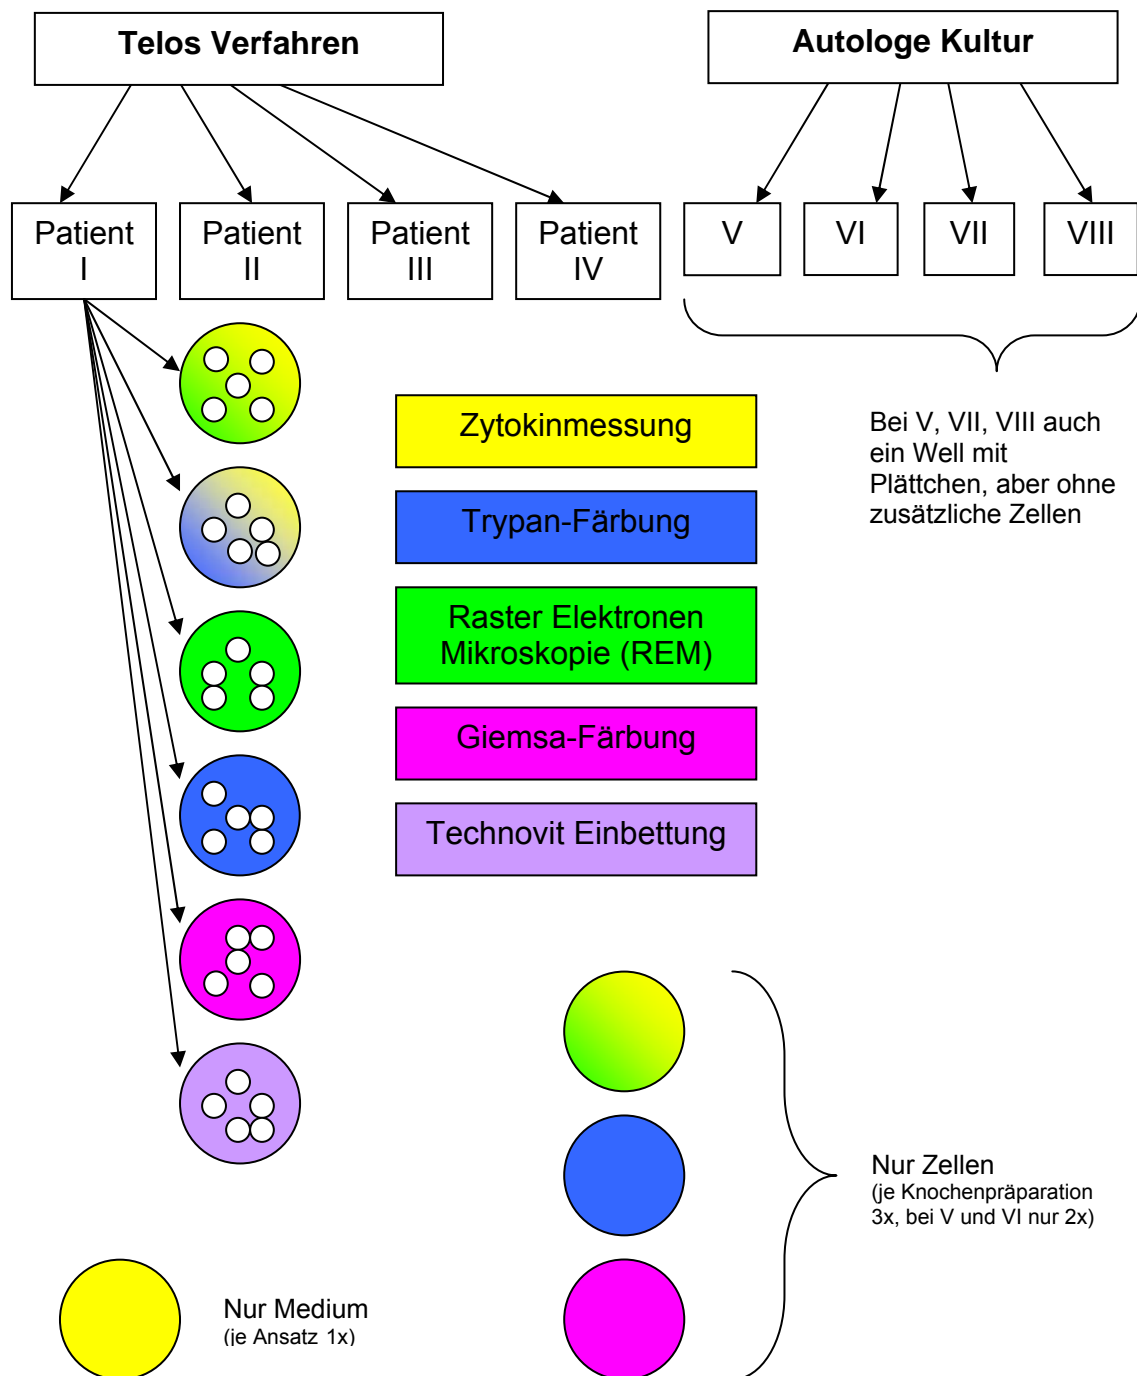 Telos Verfahren
Autologe Kultur
Patient
I
Patient
II
Patient
III
Patient
IV
V
VI
VII
VIII
Zytokinmessung
Trypan-Färbung
Raster Elektronen
Mikroskopie (REM)
Giemsa-Färbung
Technovit Einbettung
Bei V, VII, VIII auch
ein Well mit
Plättchen, aber ohne
zusätzliche Zellen
Nur Zellen
(je Knochenpräparation
3x, bei V und VI nur 2x)
Nur Medium
(je Ansatz 1x)